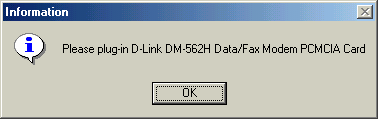 Information
Please plug-in D-Link DM-562H Data/Fax Modem PCMCIA Card
OK